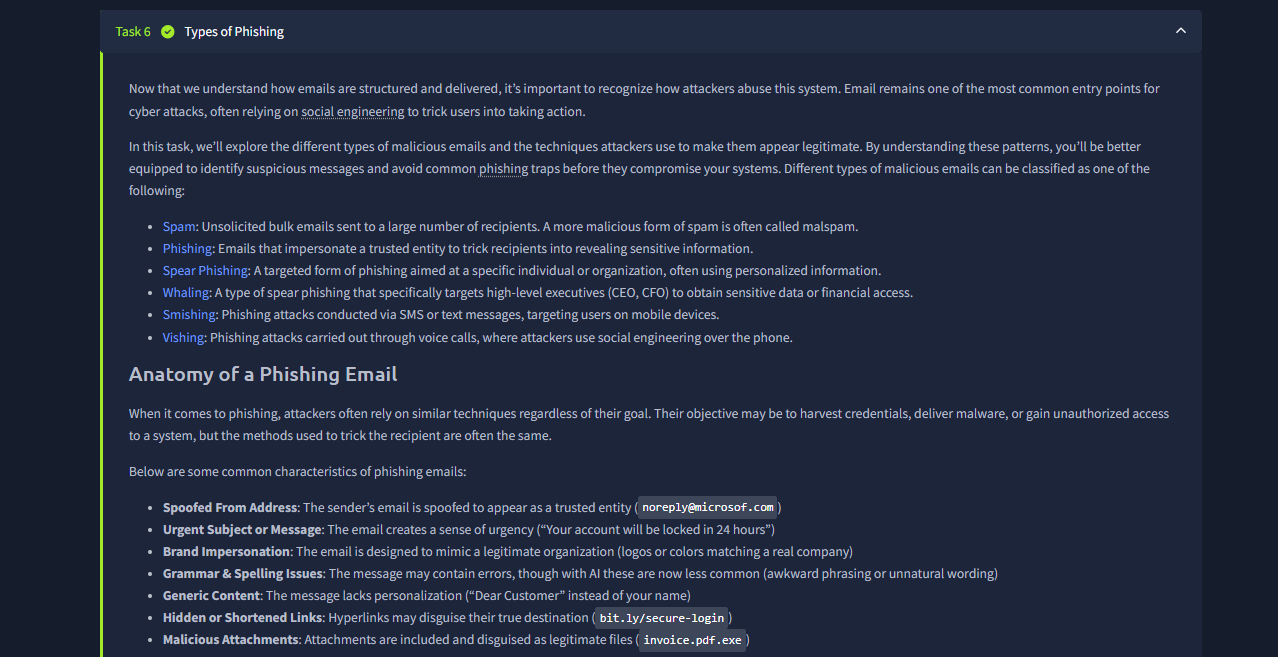 Task 6 Types of Phishing
Now that we understand how emails are structured and delivered, it's important to recognize how attackers abuse this system. Email remains one of the most common entry points for
cyber attacks, often relying on social engineering to trick users into taking action.
In this task, we'll explore the different types of malicious emails and the techniques attackers use to make them appear legitimate. By understanding these patterns, you'll be better
equipped to identify suspicious messages and avoid common phishing traps before they compromise your systems. Different types of malicious emails can be classified as one of the
following:
• Spam: Unsolicited bulk emails sent to a large number of recipients. A more malicious form of spam is often called malspam.
• Phishing: Emails that impersonate a trusted entity to trick recipients into revealing sensitive information.
• Spear Phishing: A targeted form of phishing aimed at a specific individual or organization, often using personalized information.
• Whaling: A type of spear phishing that specifically targets high-level executives (CEO, CFO) to obtain sensitive data or financial access.
• Smishing: Phishing attacks conducted via SMS or text messages, targeting users on mobile devices.
• Vishing: Phishing attacks carried out through voice calls, where attackers use social engineering over the phone.
Anatomy of a Phishing Email
When it comes to phishing, attackers often rely on similar techniques regardless of their goal. Their objective may be to harvest credentials, deliver malware, or gain unauthorized access
to a system, but the methods used to trick the recipient are often the same.
Below are some common characteristics of phishing emails:
• Spoofed From Address: The sender's email is spoofed to appear as a trusted entity (noreply@microsof.com)
• Urgent Subject or Message: The email creates a sense of urgency (“Your account will be locked in 24 hours”)
• Brand Impersonation: The email is designed to mimic a legitimate organization (logos or colors matching a real company)
• Grammar & Spelling Issues: The message may contain errors, though with AI these are now less common (awkward phrasing or unnatural wording)
• Generic Content: The message lacks personalization (“Dear Customer” instead of your name)
• Hidden or Shortened Links: Hyperlinks may disguise their true destination (bit.ly/secure-login)
• Malicious Attachments: Attachments are included and disguised as legitimate files (invoice.pdf.exe)